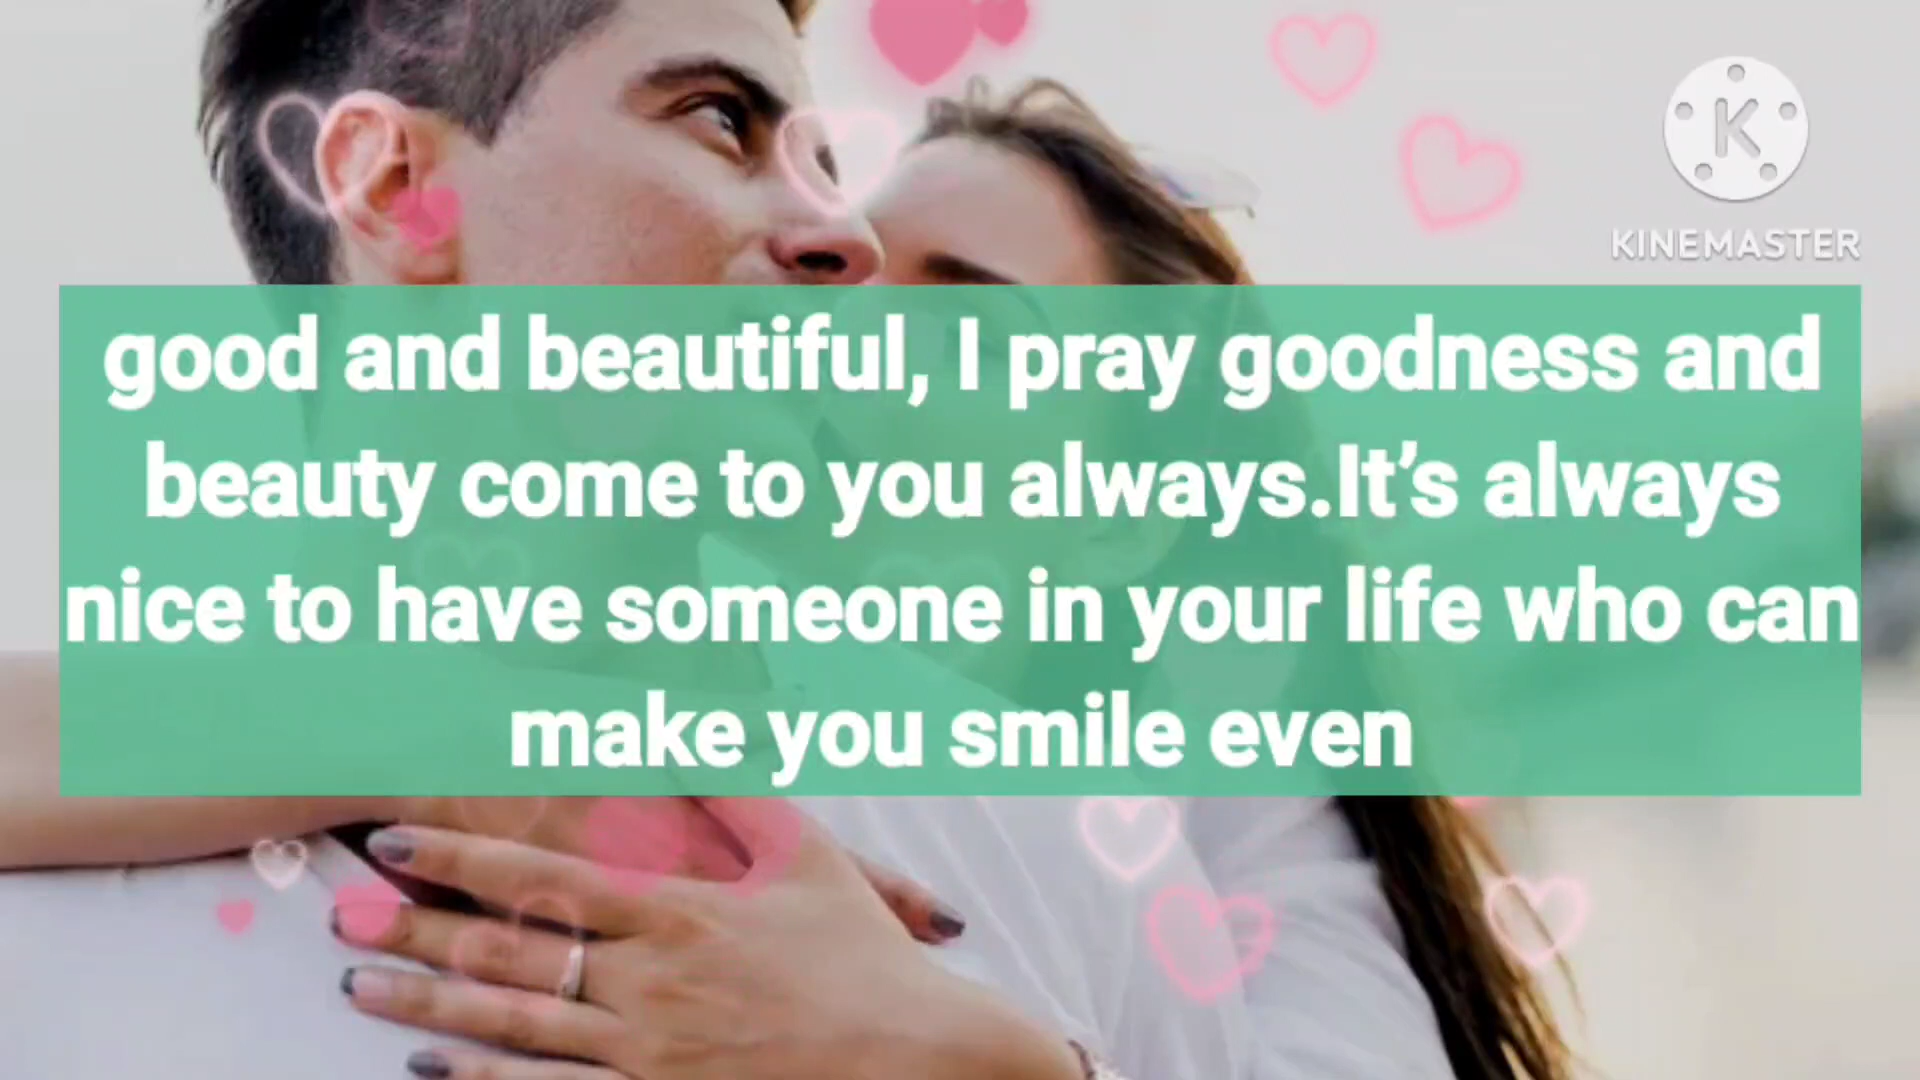 K
KINEMASTER
good and beautiful, I pray goodness and
beauty come to you always.It’s always
nice to have someone in your life who can
make you smile even